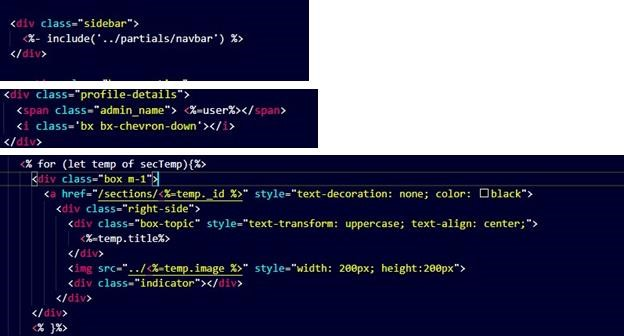 <div class="sidebar">
<%- include('../partials/navbar') %>
</div>
<div class="profile-details">
<span class="admin_name"> <%=user%></span>
<i class='bx bx-chevron-down'></i>
</div>
<% for (let temp of secTemp){%>
<div class="box m-1">
<a href="/sections/<%=temp._id %>" style="text-decoration: none; color: black">
<div class="right-side">
<div class="box-topic" style="text-transform: uppercase; text-align: center;">
<%=temp.title%>
</div>
<img src="../<%=temp.image %>" style="width: 200px; height:200px">
<div class="indicator"></div>
</div>
</div>
<% }%>